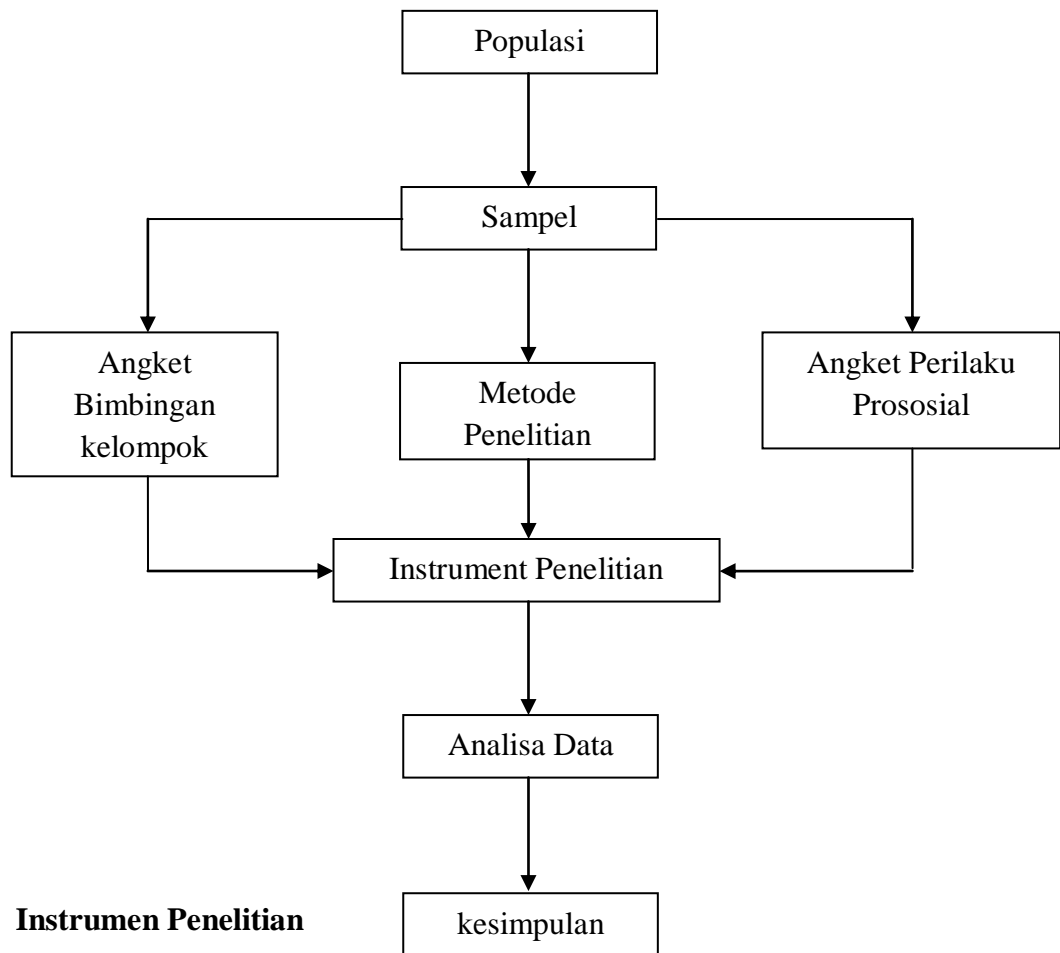 Populasi
Sampel
Angket
Bimbingan
kelompok
Metode
Penelitian
Angket Perilaku
Prososial
Instrument Penelitian
Analisa Data
Instrumen Penelitian
kesimpulan